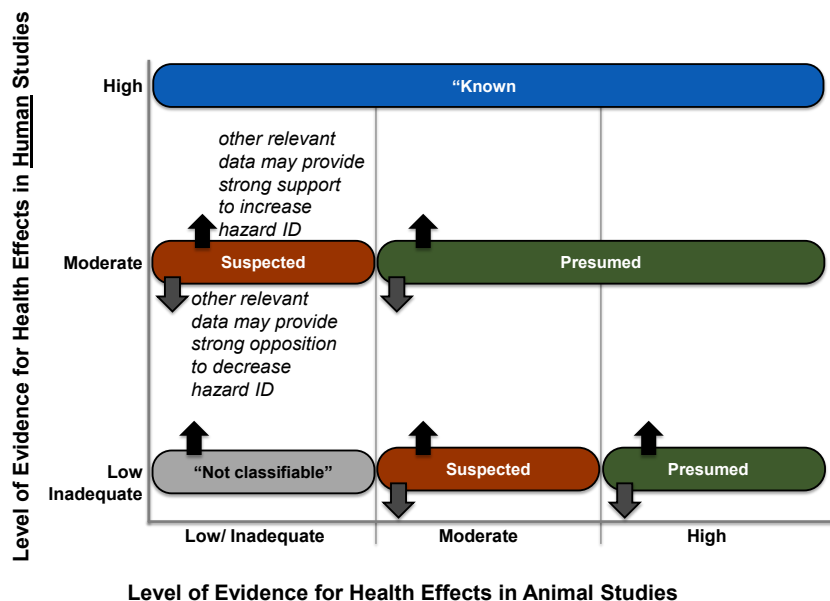 Level of Evidence for Health Effects in Human Studies
High
“Known
other relevant
data may provide
strong support
to increase
hazard ID
Moderate
Suspected
Presumed
other relevant
data may provide
strong opposition
to decrease
hazard ID
Low
Inadequate
“Not classifiable”
Suspected
Presumed
Low/ Inadequate
Moderate
High
Level of Evidence for Health Effects in Animal Studies